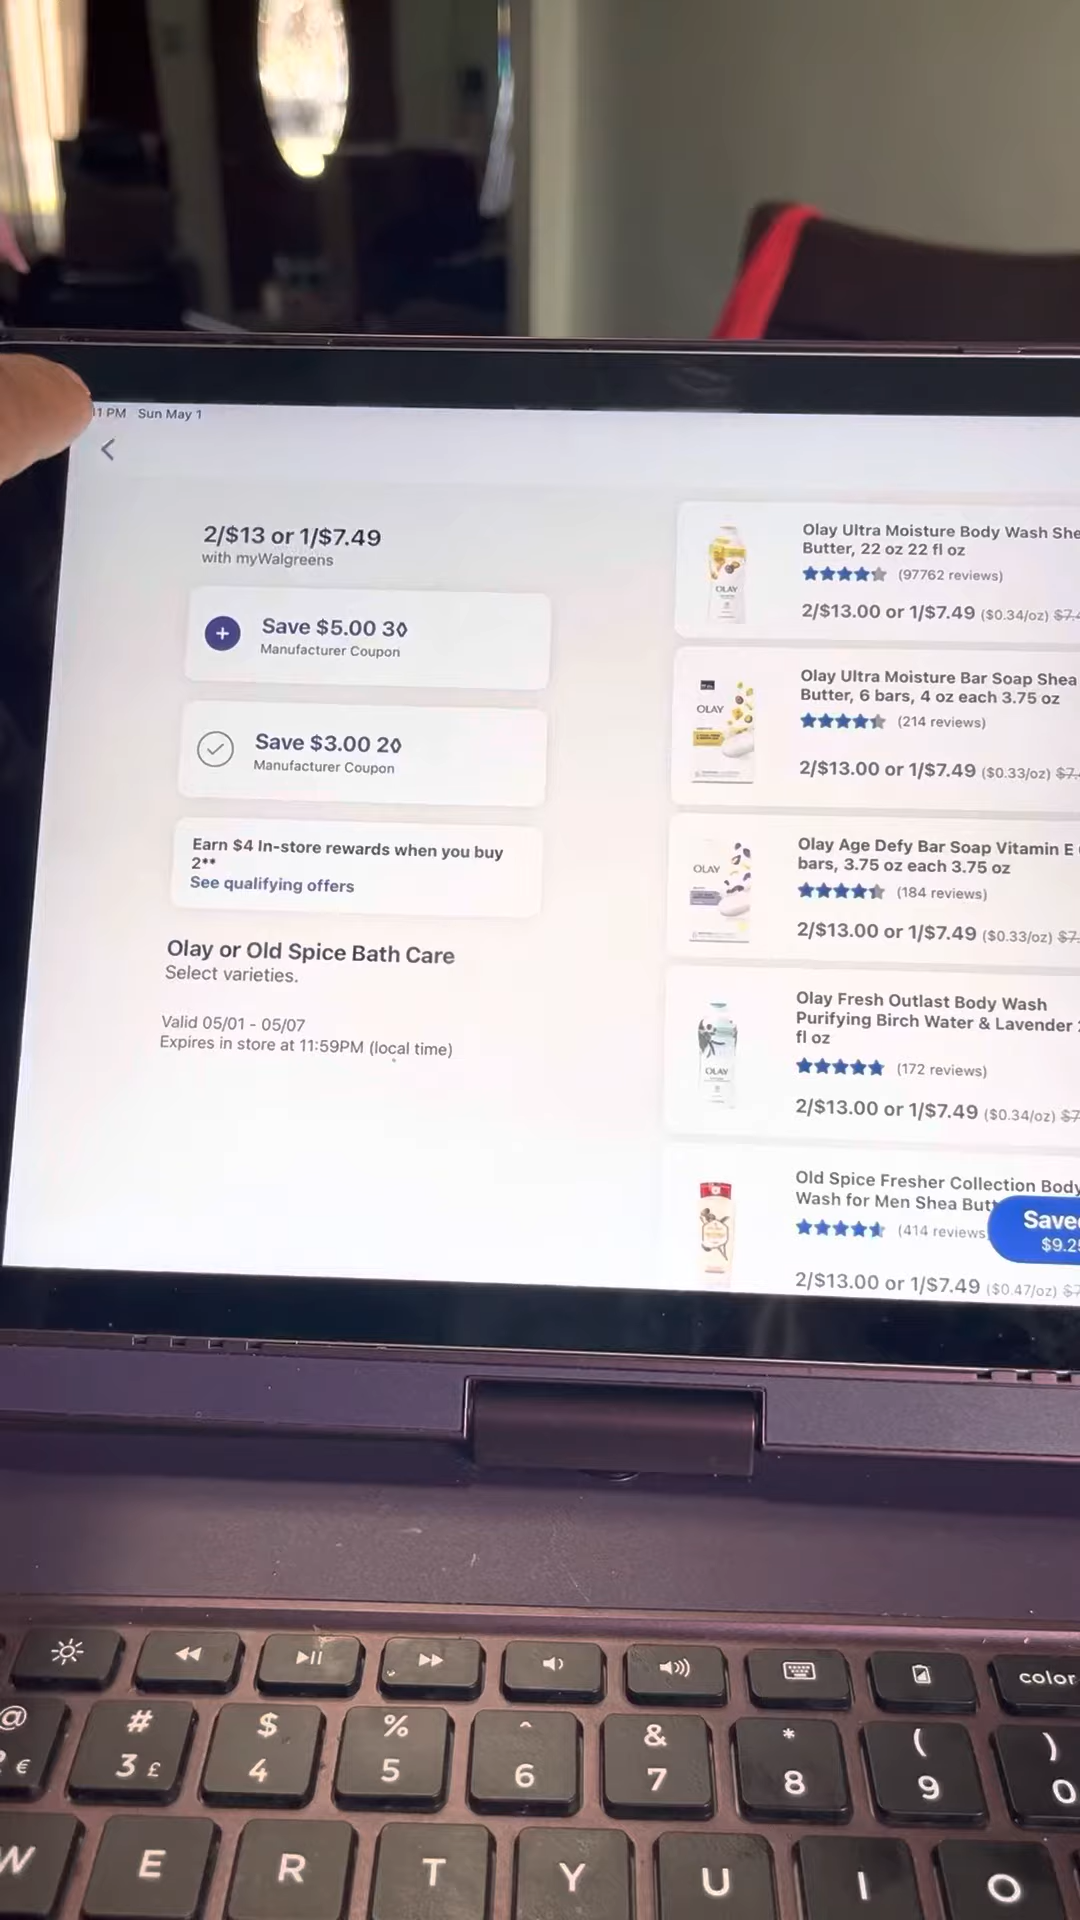 1 PM Sun May 1
2/$13 or 1/$7.49
with myWalgreens
Save $5.00 3◊
Manufacturer Coupon
Save $3.00 2◊
Manufacturer Coupon
Earn $4 In-store rewards when you buy
2**
See qualifying offers
Olay or Old Spice Bath Care
Select varieties.
Valid 05/01 - 05/07
Expires in store at 11:59PM (local time)
Olay Ultra Moisture Body Wash She
Butter, 22 oz 22 fl oz
(97762 reviews)
2/$13.00 or 1/$7.49 ($0.34/oz) $7.4
OLAY
Olay Ultra Moisture Bar Soap Shea
Butter, 6 bars, 4 oz each 3.75 oz
(214 reviews)
2/$13.00 or 1/$7.49 ($0.33/oz) $7.
OLAY
Olay Age Defy Bar Soap Vitamin E
bars, 3.75 oz each 3.75 oz
(184 reviews)
2/$13.00 or 1/$7.49 ($0.33/oz) $7.
OLAY
Olay Fresh Outlast Body Wash
Purifying Birch Water & Lavender
fl oz
(172 reviews)
2/$13.00 or 1/$7.49 ($0.34/oz) $7
OLAY
Old Spice Fresher Collection Body
Wash for Men Shea Butt
(414 reviews
2/$13.00 or 1/$7.49 ($0.47/oz) $7
Save
$9.2
color
@ # $ % ^ & * ( )
€ 3 £ 4 5 6 7 8 9 0
W E R T Y U I O